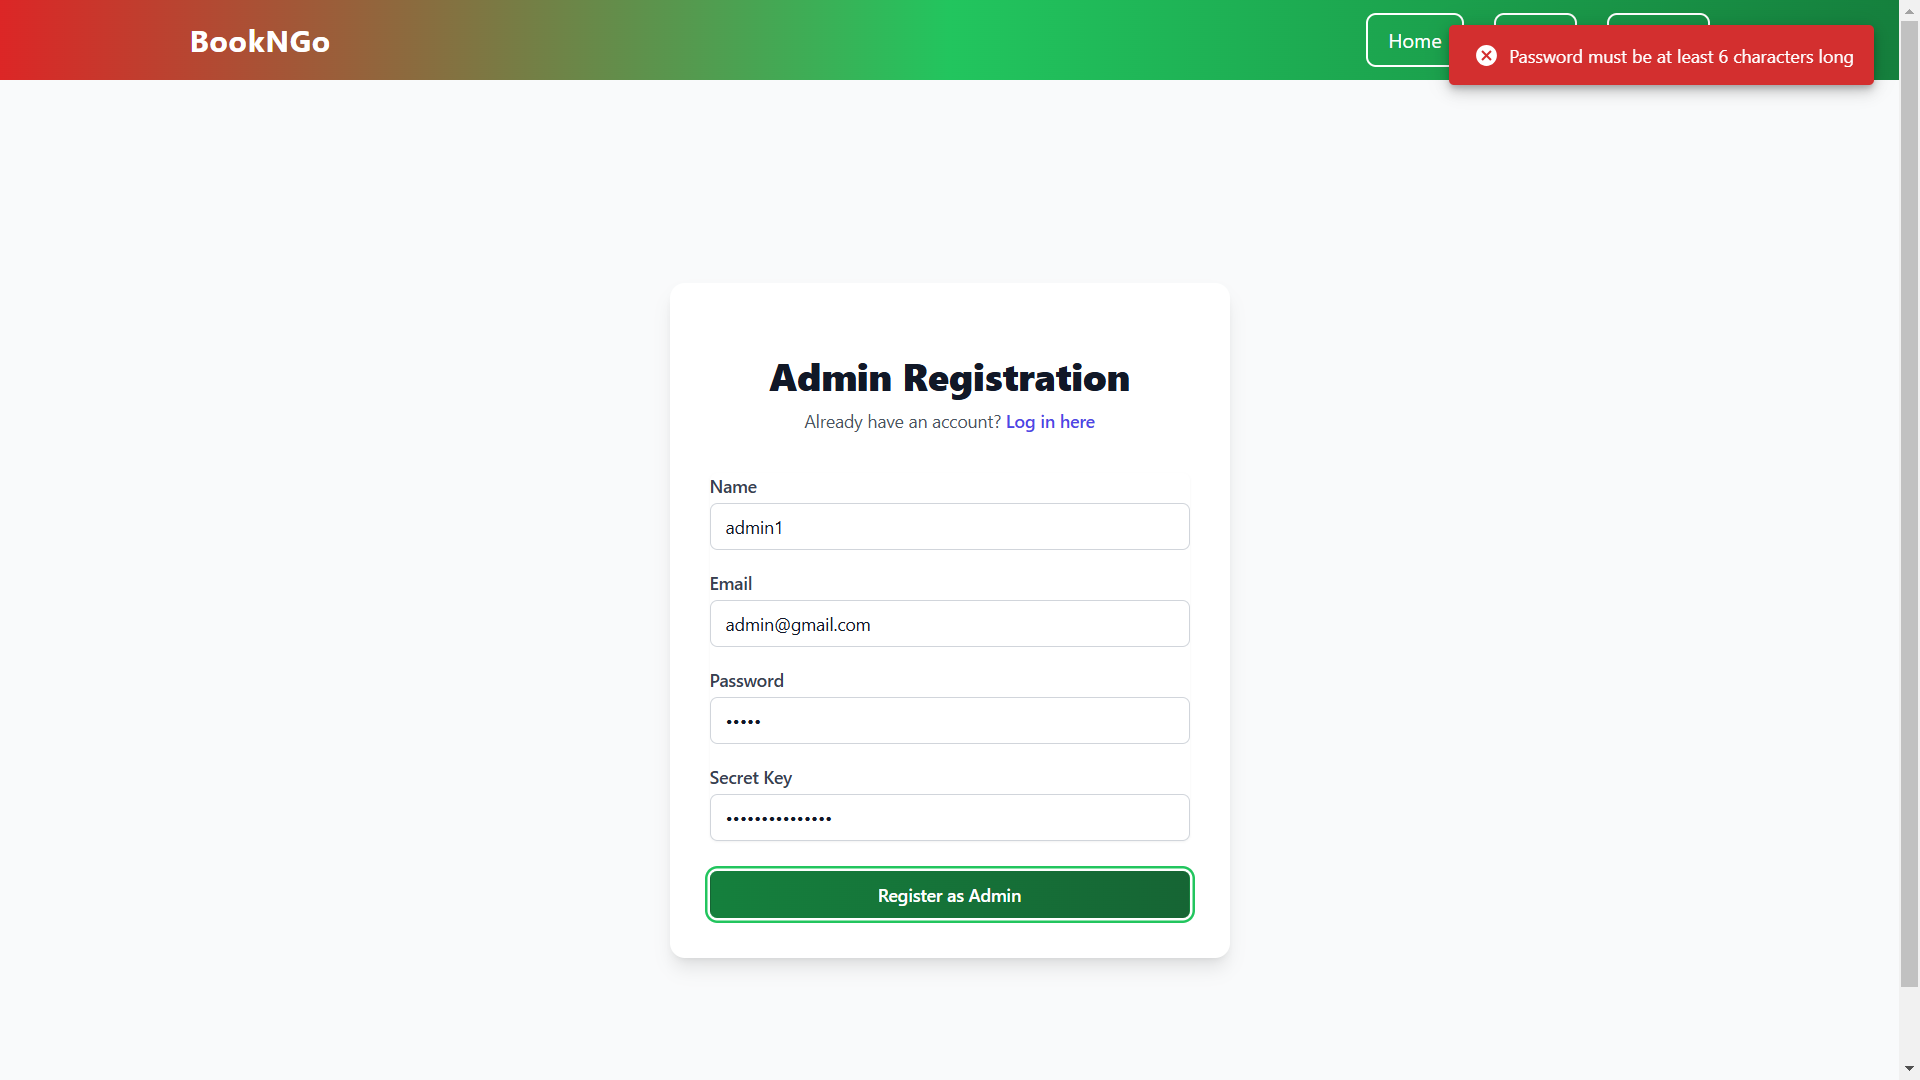 BookNGo
Home
Password must be at least 6 characters long
Admin Registration
Already have an account? Log in here
Name
admin1
Email
admin@gmail.com
Password
•••••
Secret Key
•••••••••••••••
Register as Admin